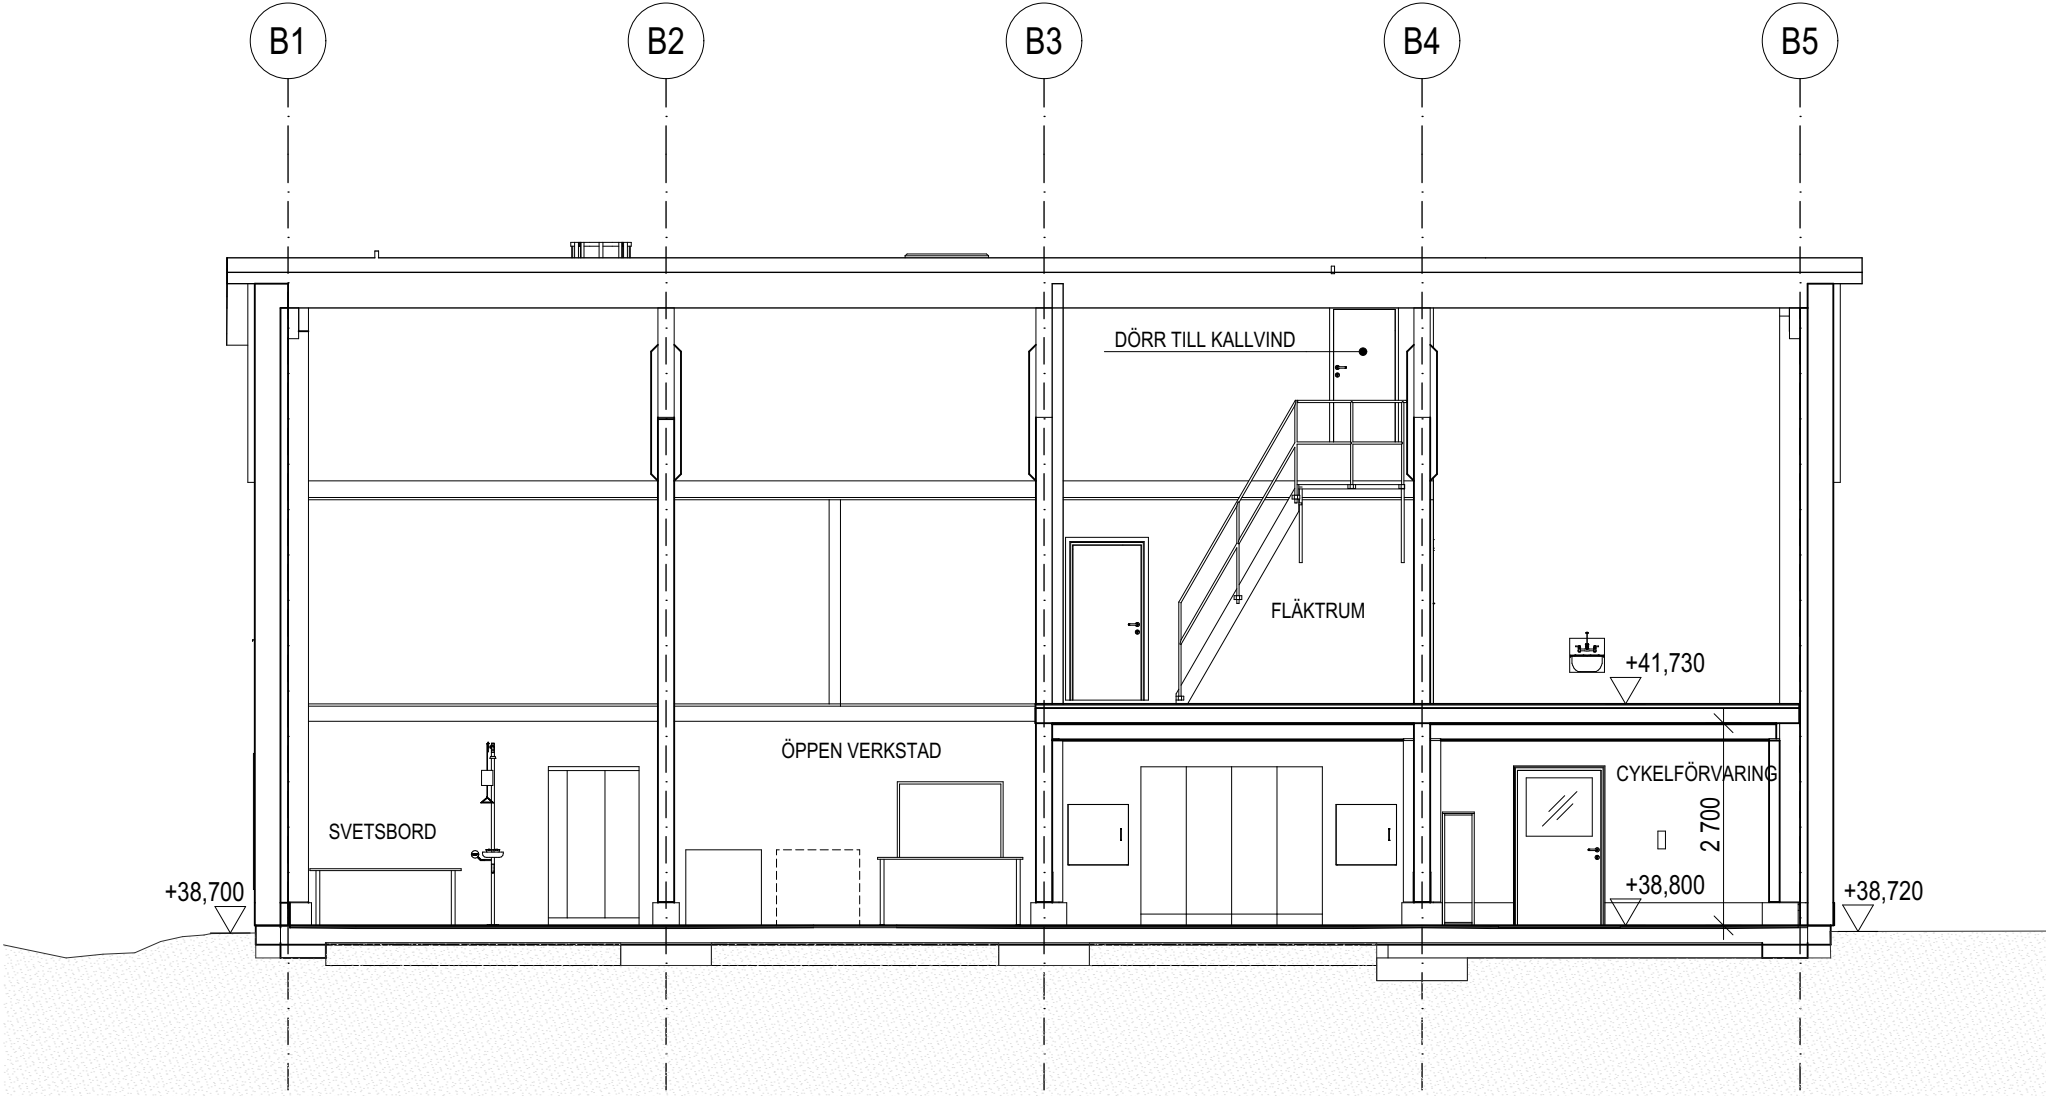 B1
B2
B3
B4
B5
DÖRR TILL KALLVIND
FLÄKTRUM
+41,730
ÖPPEN VERKSTAD
CYKELFÖRVARING
SVETSBORD
2 700
+38,700
+38,800
+38,720